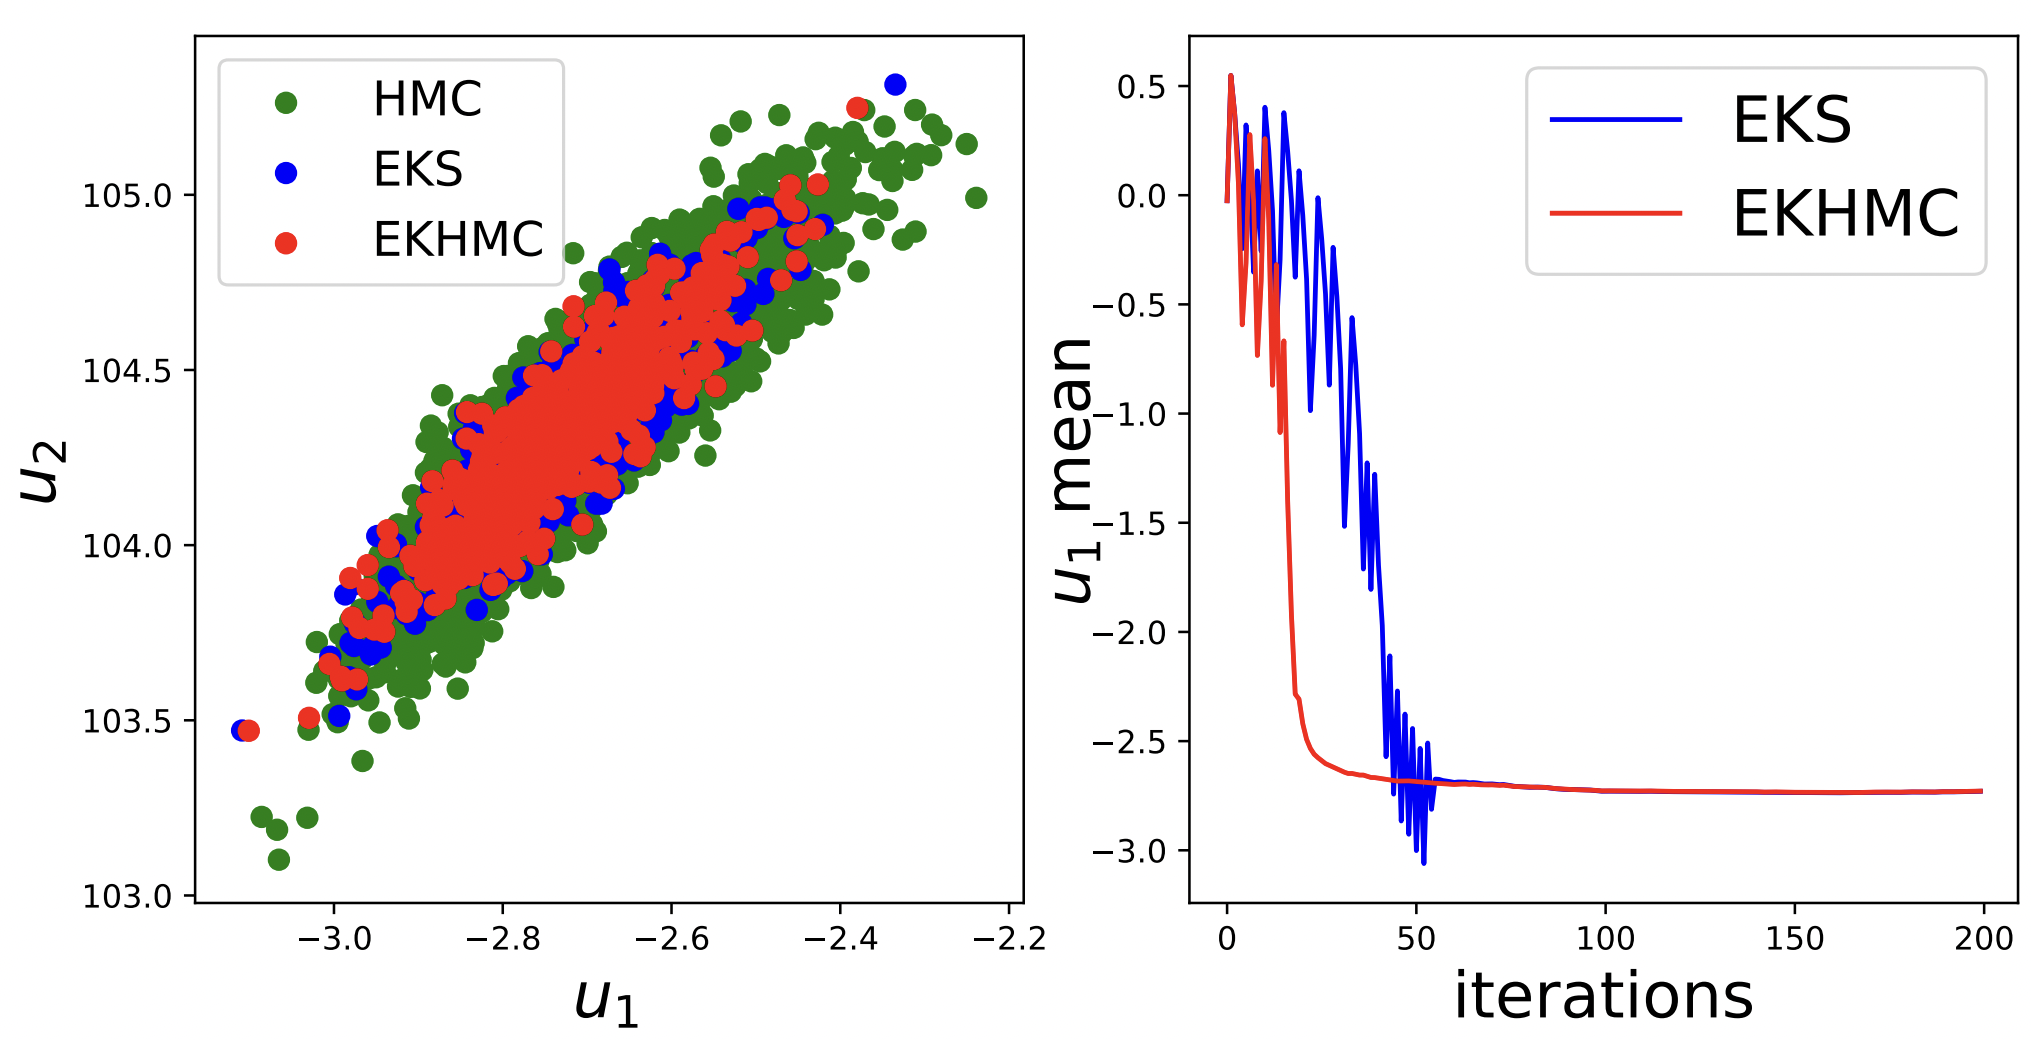 HMC
EKS
EKHMC
105.0
104.5
104.0
103.5
103.0
u₂
−3.0 −2.8 −2.6 −2.4 −2.2
u₁
EKS
EKHMC
0.5
0.0
−0.5
−1.0
−1.5
−2.0
−2.5
−3.0
u₁ mean
0 50 100 150 200
iterations